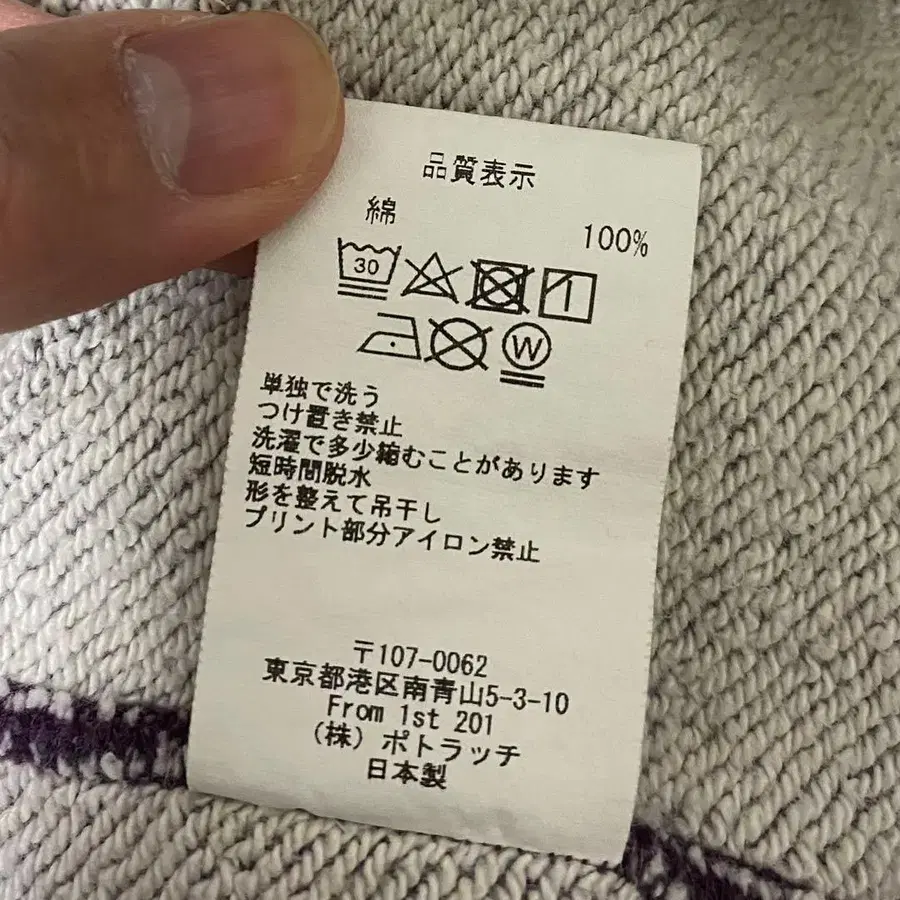 品質表示
綿 100%
30
W
単独で洗う
つけ置き禁止
洗濯で多少縮むことがあります
短時間脱水
形を整えて吊干し
プリント部分アイロン禁止
〒107-0062
東京都港区南青山5-3-10
From 1st 201
（株）ポトラッチ
日本製